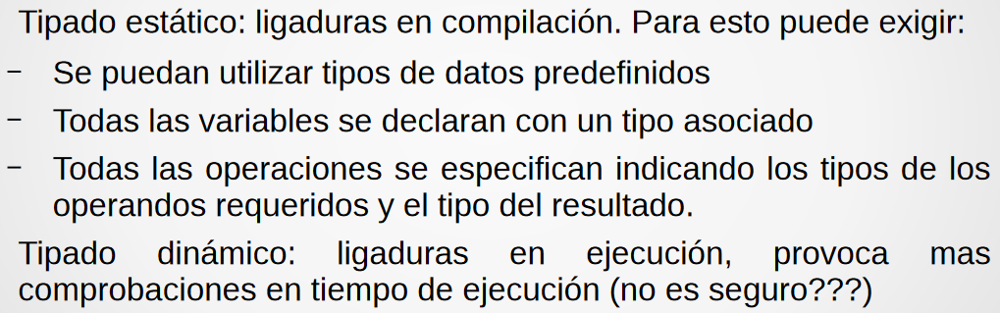 Tipado estático: ligaduras en compilación. Para esto puede exigir:
– Se puedan utilizar tipos de datos predefinidos
– Todas las variables se declaran con un tipo asociado
– Todas las operaciones se especifican indicando los tipos de los
operandos requeridos y el tipo del resultado.
Tipado dinámico: ligaduras en ejecución, provoca mas
comprobaciones en tiempo de ejecución (no es seguro???)